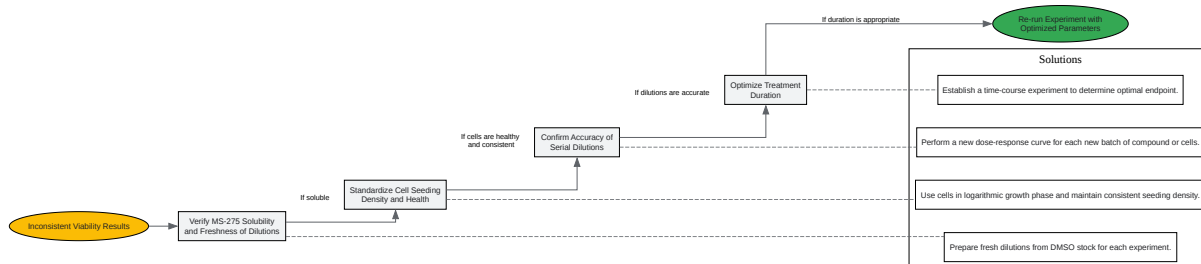 If duration is appropriate
Re-run Experiment with
Optimized Parameters
Solutions
Optimize Treatment
Duration
If dilutions are accurate
Establish a time-course experiment to determine optimal endpoint.
If cells are healthy
and consistent
Confirm Accuracy of
Serial Dilutions
Perform a new dose-response curve for each new batch of compound or cells.
If soluble
Standardize Cell Seeding
Density and Health
Use cells in logarithmic growth phase and maintain consistent seeding density.
Inconsistent Viability Results
Verify MS-275 Solubility
and Freshness of Dilutions
Prepare fresh dilutions from DMSO stock for each experiment.